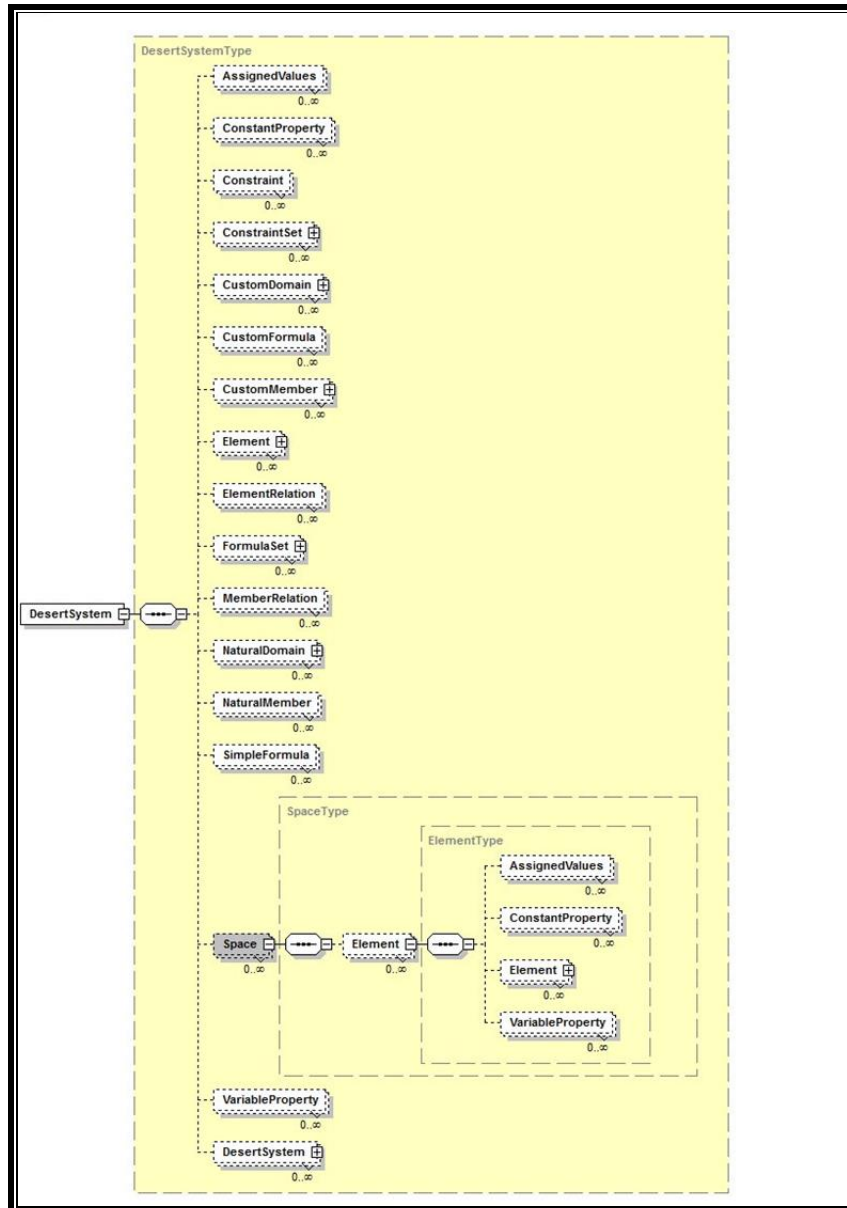 DesertSystemType
AssignedValues
0..∞
ConstantProperty
0..∞
Constraint
0..∞
ConstraintSet
0..∞
CustomDomain
0..∞
CustomFormula
0..∞
CustomMember
0..∞
Element
0..∞
ElementRelation
0..∞
FormulaSet
0..∞
MemberRelation
0..∞
DesertSystem
NaturalDomain
0..∞
NaturalMember
0..∞
SimpleFormula
0..∞
SpaceType
ElementType
AssignedValues
0..∞
ConstantProperty
0..∞
Space
0..∞
Element
0..∞
Element
0..∞
VariableProperty
0..∞
VariableProperty
0..∞
DesertSystem
0..∞